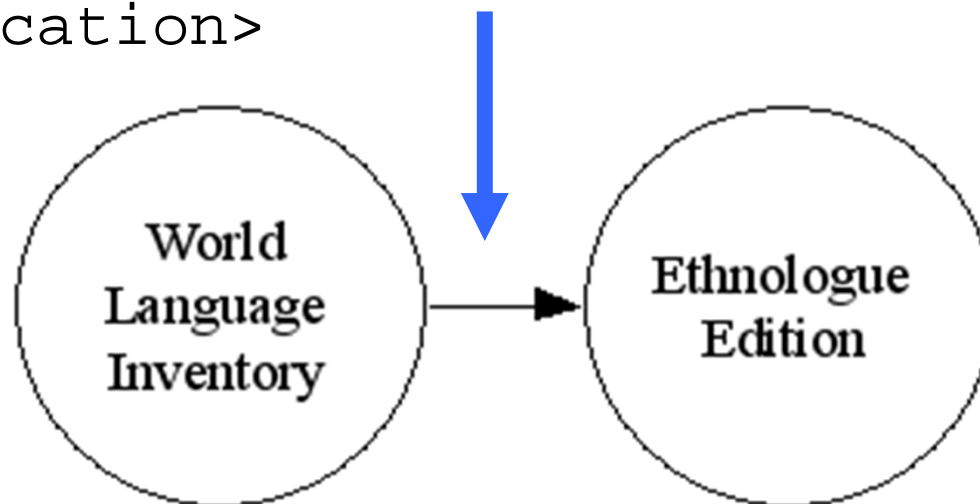 cation>
World
Language
Inventory
Ethnologue
Edition